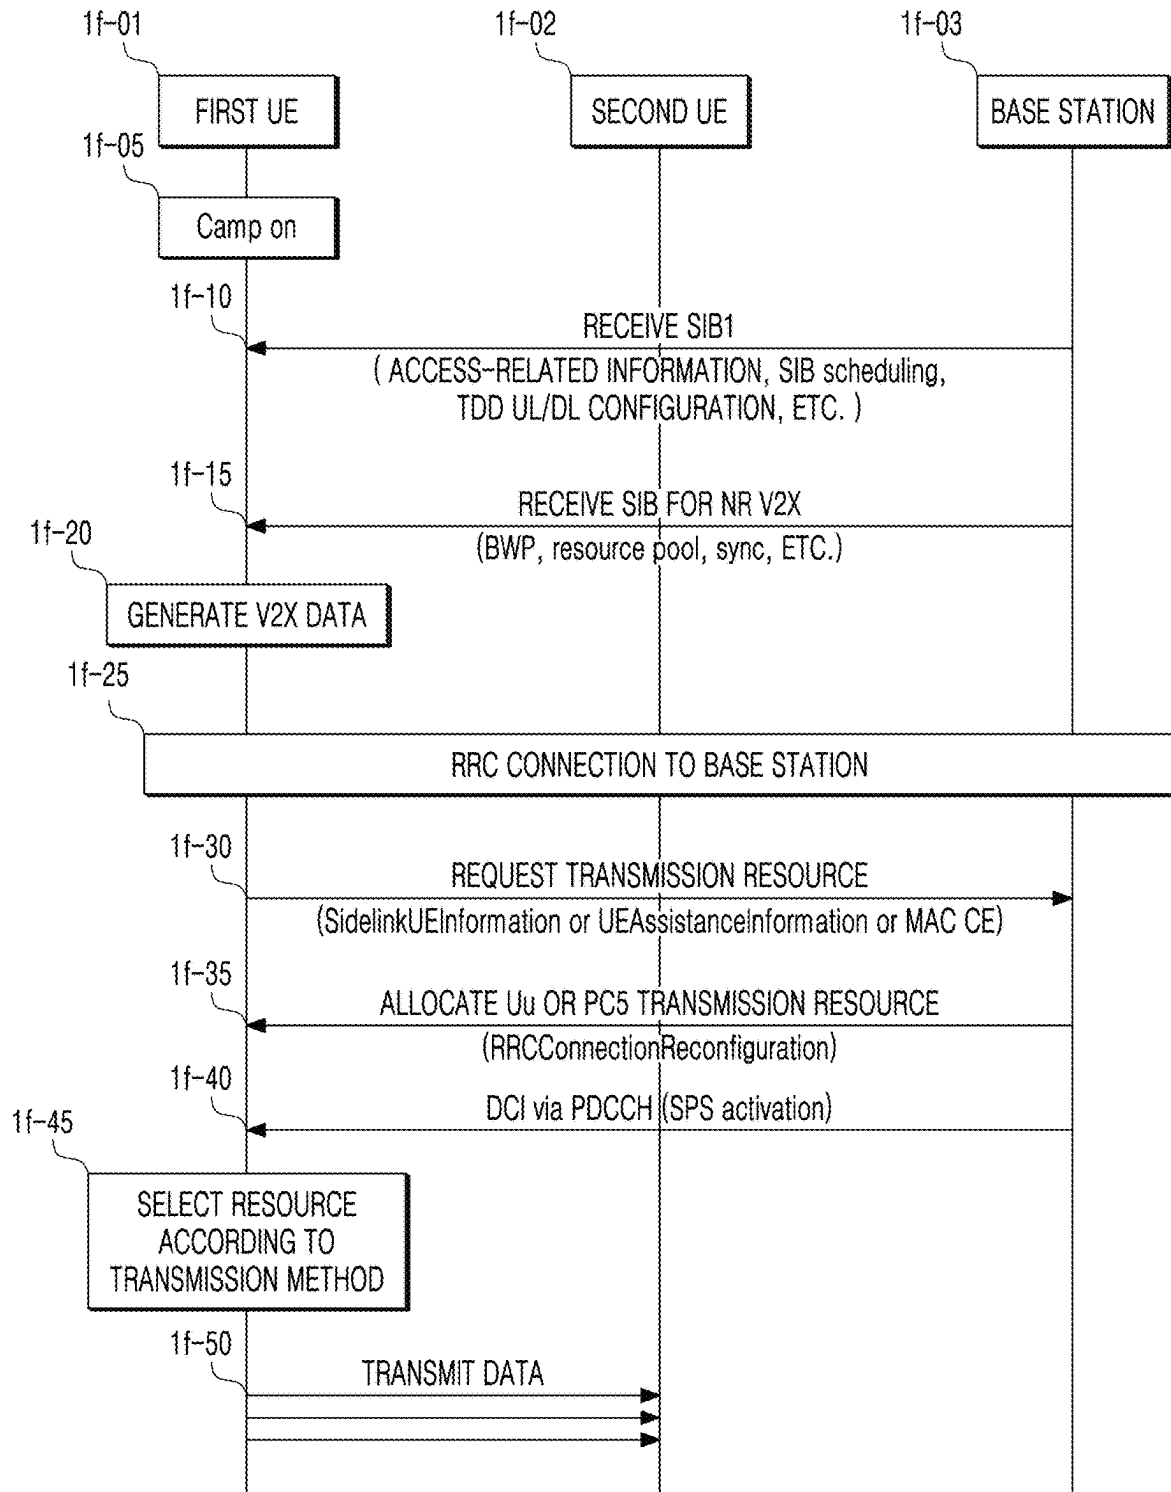 1f-01
1f-02
1f-03
FIRST UE
SECOND UE
BASE STATION
1f-05
Camp on
1f-10
RECEIVE SIB1
( ACCESS-RELATED INFORMATION, SIB scheduling,
TDD UL/DL CONFIGURATION, ETC. )
1f-15
RECEIVE SIB FOR NR V2X
(BWP, resource pool, sync, ETC.)
1f-20
GENERATE V2X DATA
1f-25
RRC CONNECTION TO BASE STATION
1f-30
REQUEST TRANSMISSION RESOURCE
(SidelinkUEInformation or UEAssistanceInformation or MAC CE)
1f-35
ALLOCATE Uu OR PC5 TRANSMISSION RESOURCE
(RRCConnectionReconfiguration)
1f-40
DCI via PDCCH (SPS activation)
1f-45
SELECT RESOURCE
ACCORDING TO
TRANSMISSION METHOD
1f-50
TRANSMIT DATA